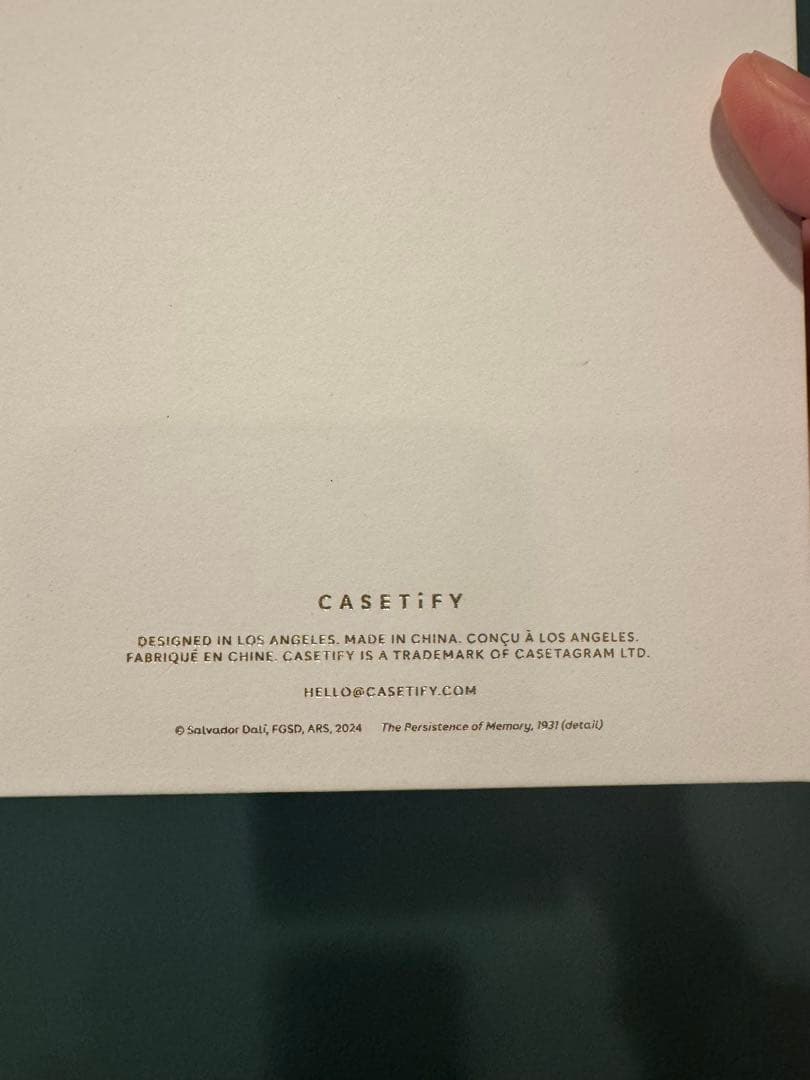 CASETiFY
DESIGNED IN LOS ANGELES. MADE IN CHINA. CONÇU À LOS ANGELES.
FABRIQUÉ EN CHINE. CASETIFY IS A TRADEMARK OF CASETAGRAM LTD.
HELLO@CASETIFY.COM
© Salvador Dalí, FGSD, ARS, 2024 The Persistence of Memory, 1931 (detail)